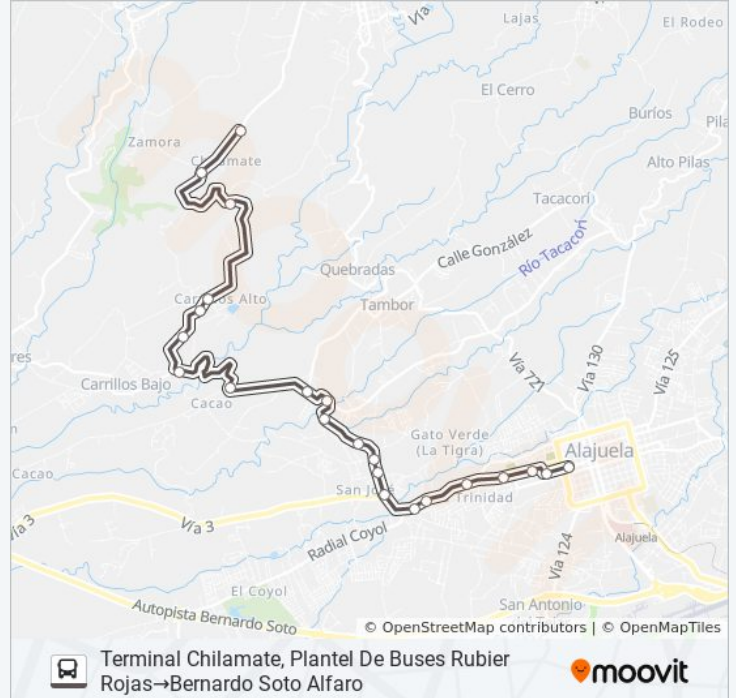 Vía
Lajas
El Rodeo
El Cerro
Zamora
Buríos
Pila
Chilamate
Alto Pilas
Tacacorí
Calle González
Río Tacacorí
Quebradas
Carrillos Alto
Tambor
Vía 721
Vía 130
Vía 125
res
Carrillos Bajo
Cacao
Gato Verde
(La Tigra)
Alajuela
Cacao
San José
Trinidad
Vía 3
Vía 3
Radial Coyol
Vía 124
Alajuela
El Coyol
Autopista Bernardo Soto
San Antonio
© OpenStreetMap contributors | © OpenMapTiles
Terminal Chilamate, Plantel De Buses Rubier
Rojas→Bernardo Soto Alfaro
moovit